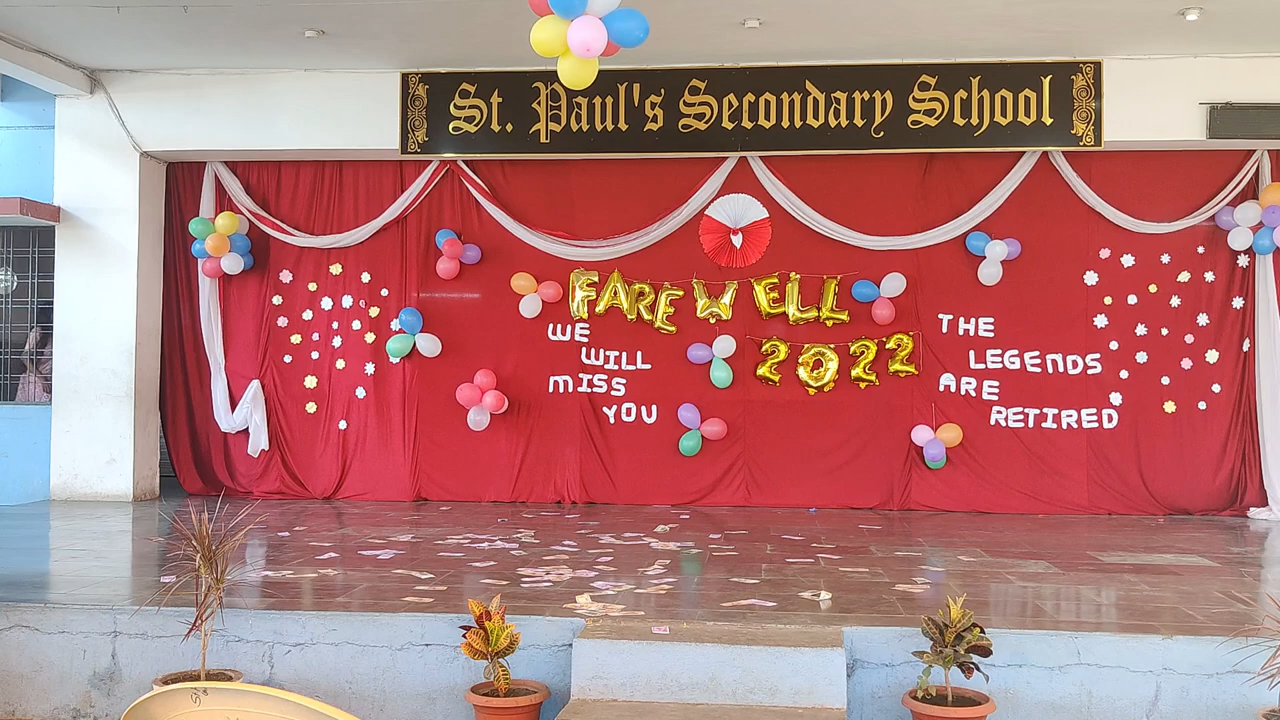 St. Paul's Secondary School
FAREWELL
2022
WE
WILL
mISS
YOU
THE
LEGENDS
ARE
RETIRED